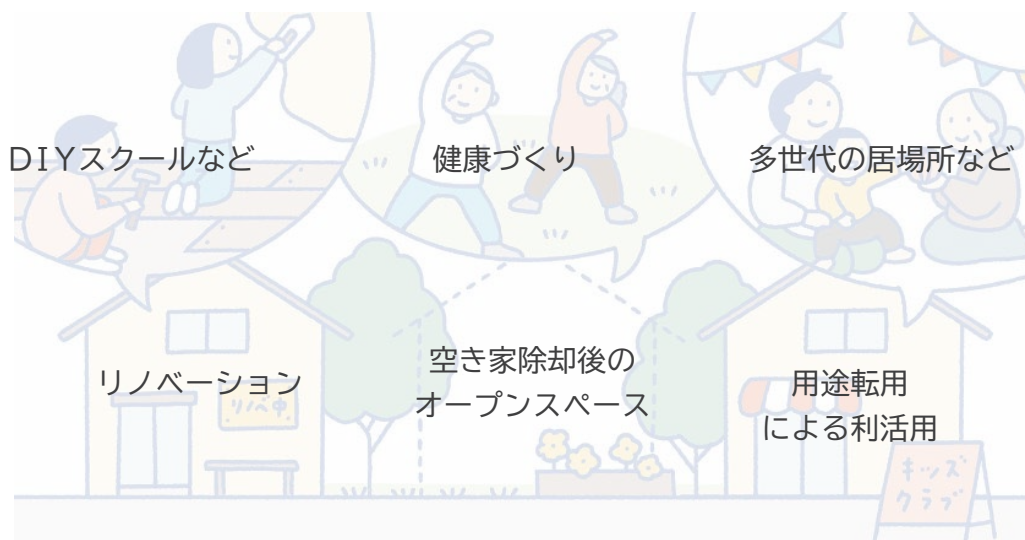 DIYスクールなど
健康づくり
多世代の居場所など
リノベーション
リノベ中
空き家除却後の
オープンスペース
用途転用
による利活用
キッズ
クラブ